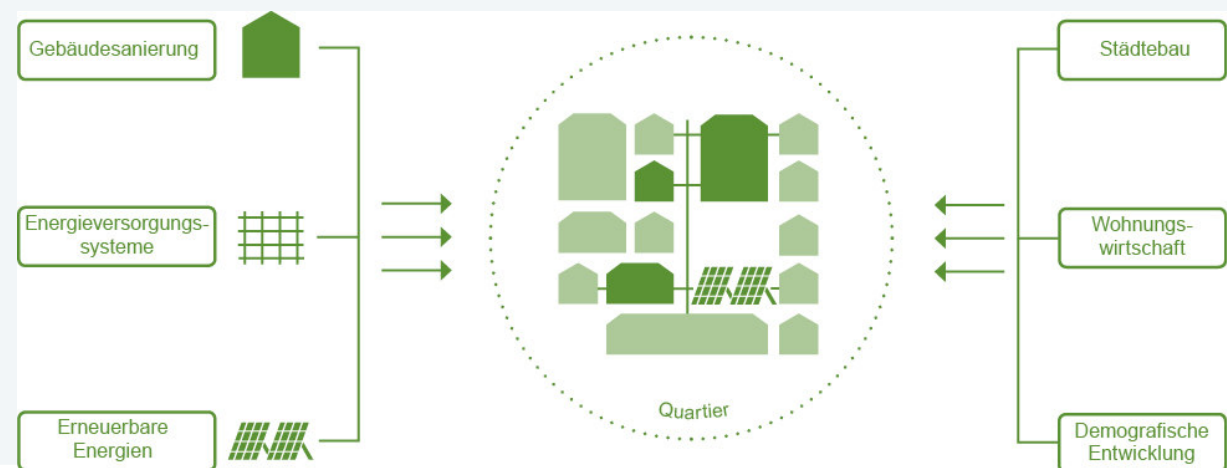 Gebäudesanierung
Energieversorgungs-
systeme
Erneuerbare
Energien
Quartier
Städtebau
Wohnungs-
wirtschaft
Demografische
Entwicklung